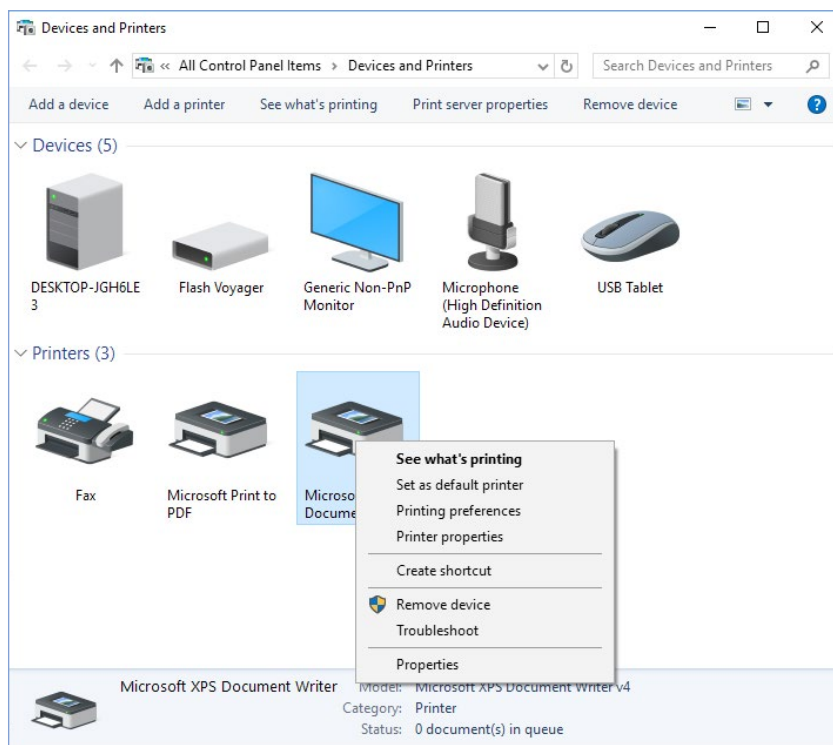 Devices and Printers
« All Control Panel Items › Devices and Printers
Search Devices and Printers
Add a device
Add a printer
See what's printing
Print server properties
Remove device
Devices (5)
DESKTOP-JGH6LE
3
Flash Voyager
Generic Non-PnP
Monitor
Microphone
(High Definition
Audio Device)
USB Tablet
Printers (3)
Fax
Microsoft Print to
PDF
Microso
Docume
See what's printing
Set as default printer
Printing preferences
Printer properties
Create shortcut
Remove device
Troubleshoot
Properties
Microsoft XPS Document Writer
Model: Microsoft XPS Document Writer v4
Category: Printer
Status: 0 document(s) in queue